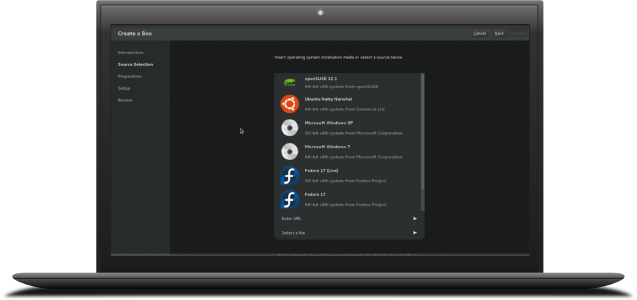 Create a Box
Cancel
Back
Introduction
Source Selection
Preparation
Setup
Review
Insert operating system installation media or select a source below
openSUSE 12.1
64-bit x86 system from openSUSE
Ubuntu Natty Narwhal
64-bit x86 system from Canonical Ltd
Microsoft Windows XP
32-bit x86 system from Microsoft Corporation
Microsoft Windows 7
64-bit x86 system from Microsoft Corporation
Fedora 17 (Live)
32-bit x86 system from Fedora Project
Fedora 17
64-bit x86 system from Fedora Project
Enter URL
Select a file